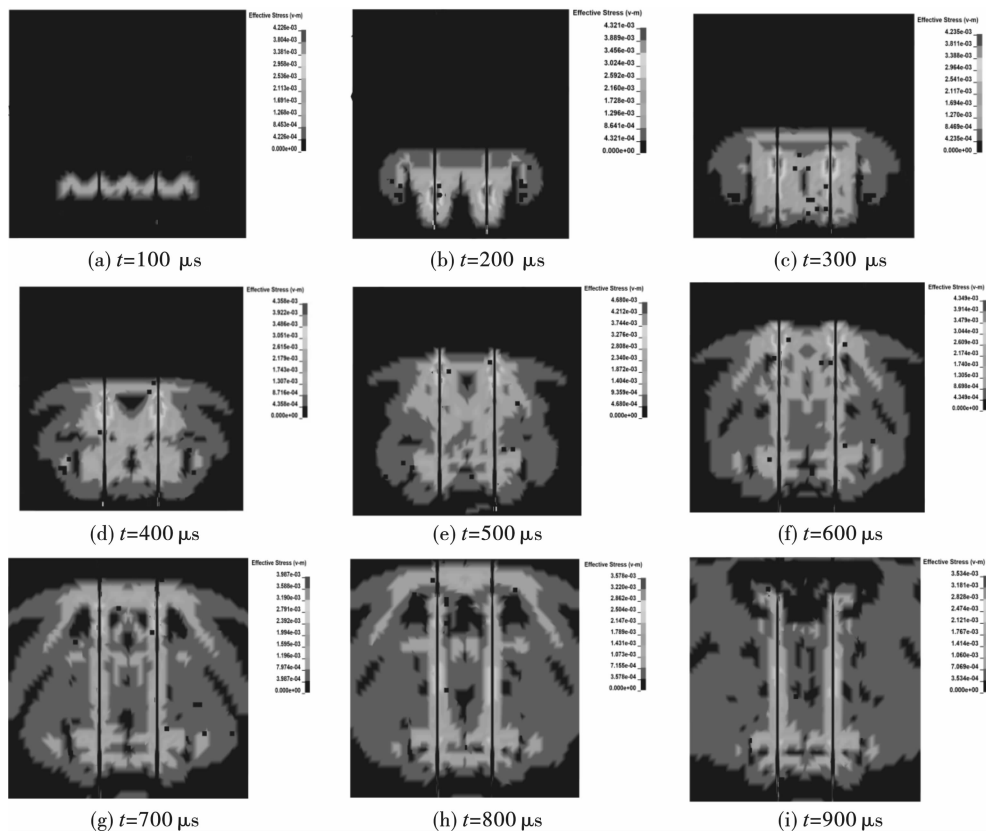 Effective Stress (v-m)
4.226e-03
3.804e-03
3.381e-03
2.958e-03
2.536e-03
2.113e-03
1.691e-03
1.268e-03
8.453e-04
4.226e-04
0.000e+00
(a) t=100 μs
Effective Stress (v-m)
4.321e-03
3.889e-03
3.456e-03
3.024e-03
2.592e-03
2.160e-03
1.728e-03
1.296e-03
8.641e-04
4.321e-04
0.000e+00
(b) t=200 μs
Effective Stress (v-m)
4.235e-03
3.811e-03
3.388e-03
2.964e-03
2.541e-03
2.117e-03
1.694e-03
1.270e-03
8.470e-04
4.235e-04
0.000e+00
(c) t=300 μs
Effective Stress (v-m)
4.358e-03
3.922e-03
3.486e-03
3.051e-03
2.615e-03
2.179e-03
1.743e-03
1.307e-03
8.716e-04
4.358e-04
0.000e+00
(d) t=400 μs
Effective Stress (v-m)
4.680e-03
4.212e-03
3.744e-03
3.276e-03
2.808e-03
2.340e-03
1.872e-03
1.404e-03
9.359e-04
4.680e-04
0.000e+00
(e) t=500 μs
Effective Stress (v-m)
4.349e-03
3.914e-03
3.479e-03
3.044e-03
2.609e-03
2.174e-03
1.740e-03
1.305e-03
8.698e-04
4.349e-04
0.000e+00
(f) t=600 μs
Effective Stress (v-m)
3.987e-03
3.588e-03
3.190e-03
2.791e-03
2.392e-03
1.994e-03
1.595e-03
1.196e-03
7.974e-04
3.987e-04
0.000e+00
(g) t=700 μs
Effective Stress (v-m)
3.578e-03
3.220e-03
2.862e-03
2.504e-03
2.147e-03
1.789e-03
1.431e-03
1.073e-03
7.155e-04
3.578e-04
0.000e+00
(h) t=800 μs
Effective Stress (v-m)
3.534e-03
3.181e-03
2.828e-03
2.474e-03
2.121e-03
1.767e-03
1.414e-03
1.060e-03
7.069e-04
3.534e-04
0.000e+00
(i) t=900 μs